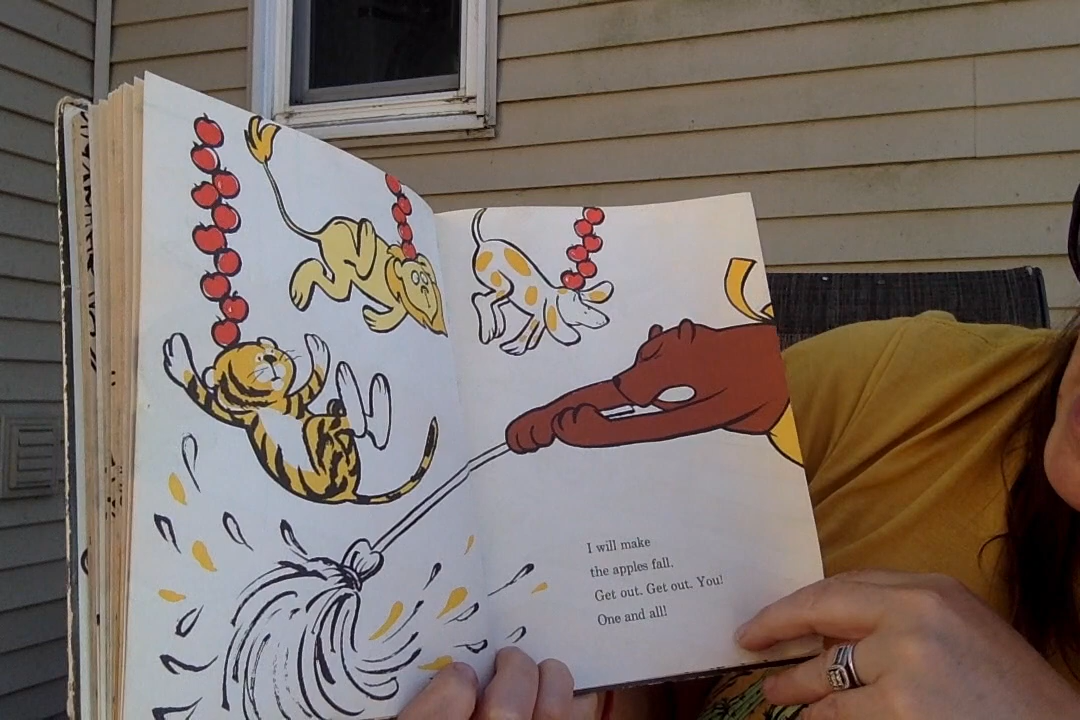 I will make
the apples fall.
Get out. Get out. You!
One and all!